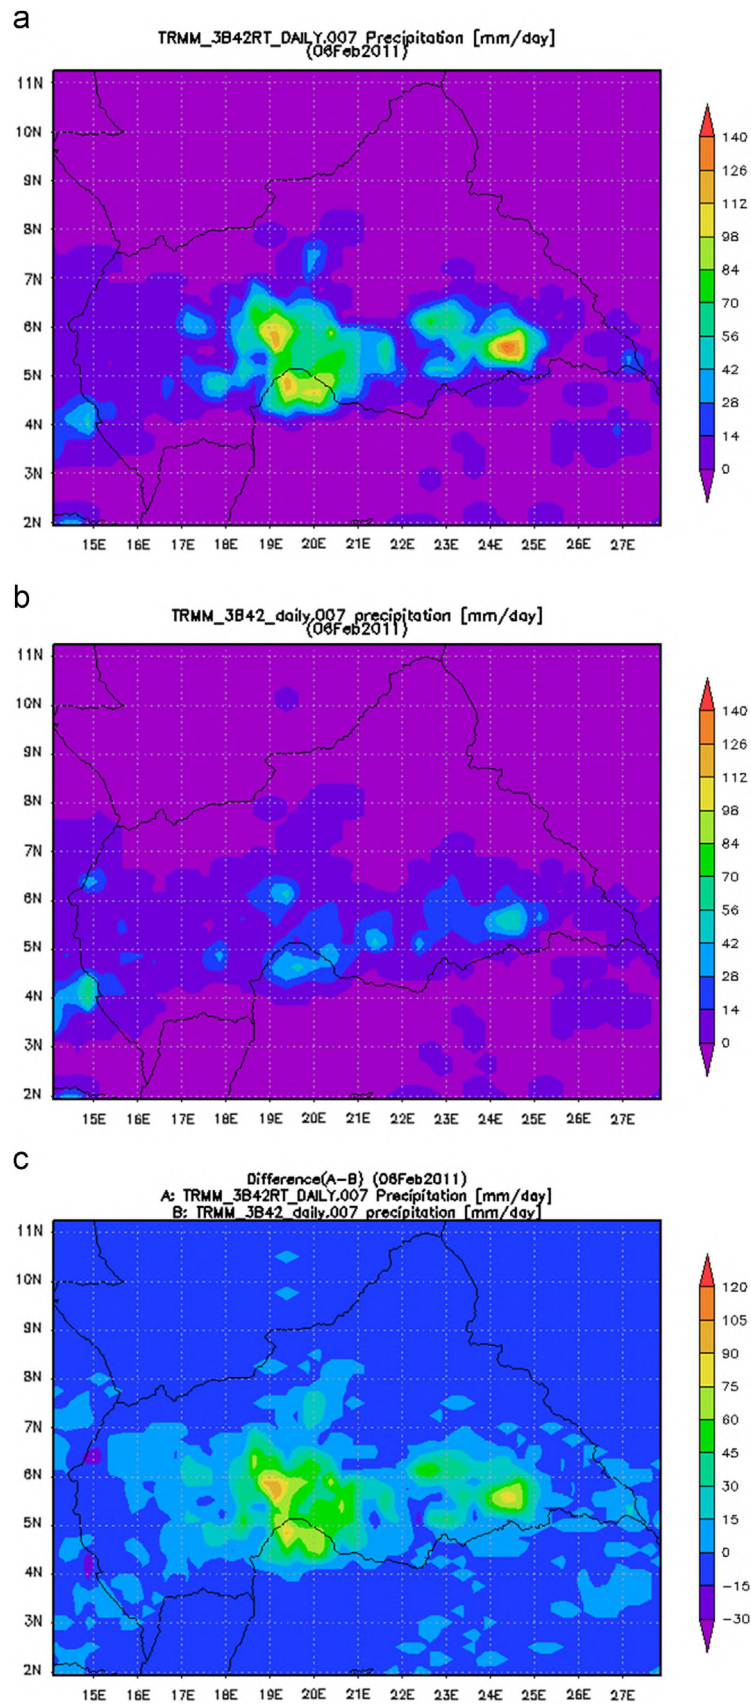 a
TRMM_3B42RT_DAILY.007 Precipitation [mm/day]
(06Feb2011)
11N
10N
9N
8N
7N
6N
5N
4N
3N
2N
15E 16E 17E 18E 19E 20E 21E 22E 23E 24E 25E 26E 27E
140
126
112
98
84
70
56
42
28
14
0
b
TRMM_3B42_daily.007 precipitation [mm/day]
(06Feb2011)
11N
10N
9N
8N
7N
6N
5N
4N
3N
2N
15E 16E 17E 18E 19E 20E 21E 22E 23E 24E 25E 26E 27E
140
126
112
98
84
70
56
42
28
14
0
c
Difference(A-B) (06Feb2011)
A: TRMM_3B42RT_DAILY.007 Precipitation [mm/day]
B: TRMM_3B42_daily.007 precipitation [mm/day]
11N
10N
9N
8N
7N
6N
5N
4N
3N
2N
15E 16E 17E 18E 19E 20E 21E 22E 23E 24E 25E 26E 27E
120
105
90
75
60
45
30
15
0
-15
-30